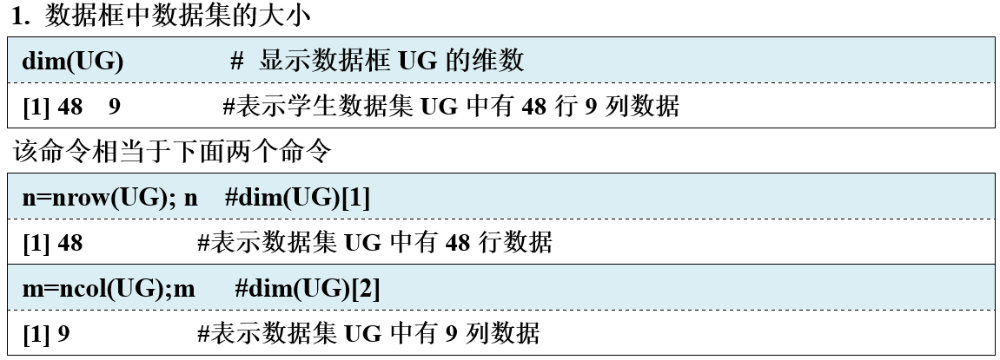 1. 数据框中数据集的大小
dim(UG) # 显示数据框 UG 的维数
[1] 48 9 #表示学生数据集 UG 中有 48 行 9 列数据
该命令相当于下面两个命令
n=nrow(UG); n #dim(UG)[1]
[1] 48 #表示数据集 UG 中有 48 行数据
m=ncol(UG);m #dim(UG)[2]
[1] 9 #表示数据集 UG 中有 9 列数据